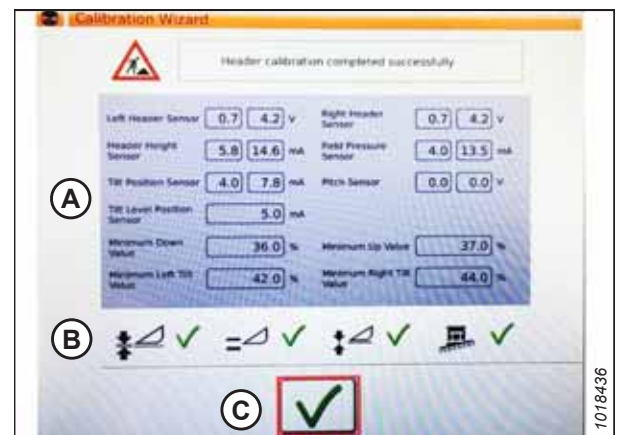 Calibration Wizard
Header calibration completed successfully
Left Header Sensor 0.7 4.2 V Right Header Sensor 0.7 4.2 V
Header Height Sensor 5.8 14.6 mA Field Pressure Sensor 4.0 13.5 mA
Tilt Position Sensor 4.0 7.8 mA Pitch Sensor 0.0 0.0 V
A
Tilt Level Position Sensor 5.0 mA
Minimum Down Value 36.0 % Minimum Up Value 37.0 %
Minimum Left Tilt Value 42.0 % Minimum Right Tilt Value 44.0 %
B
C
1018436